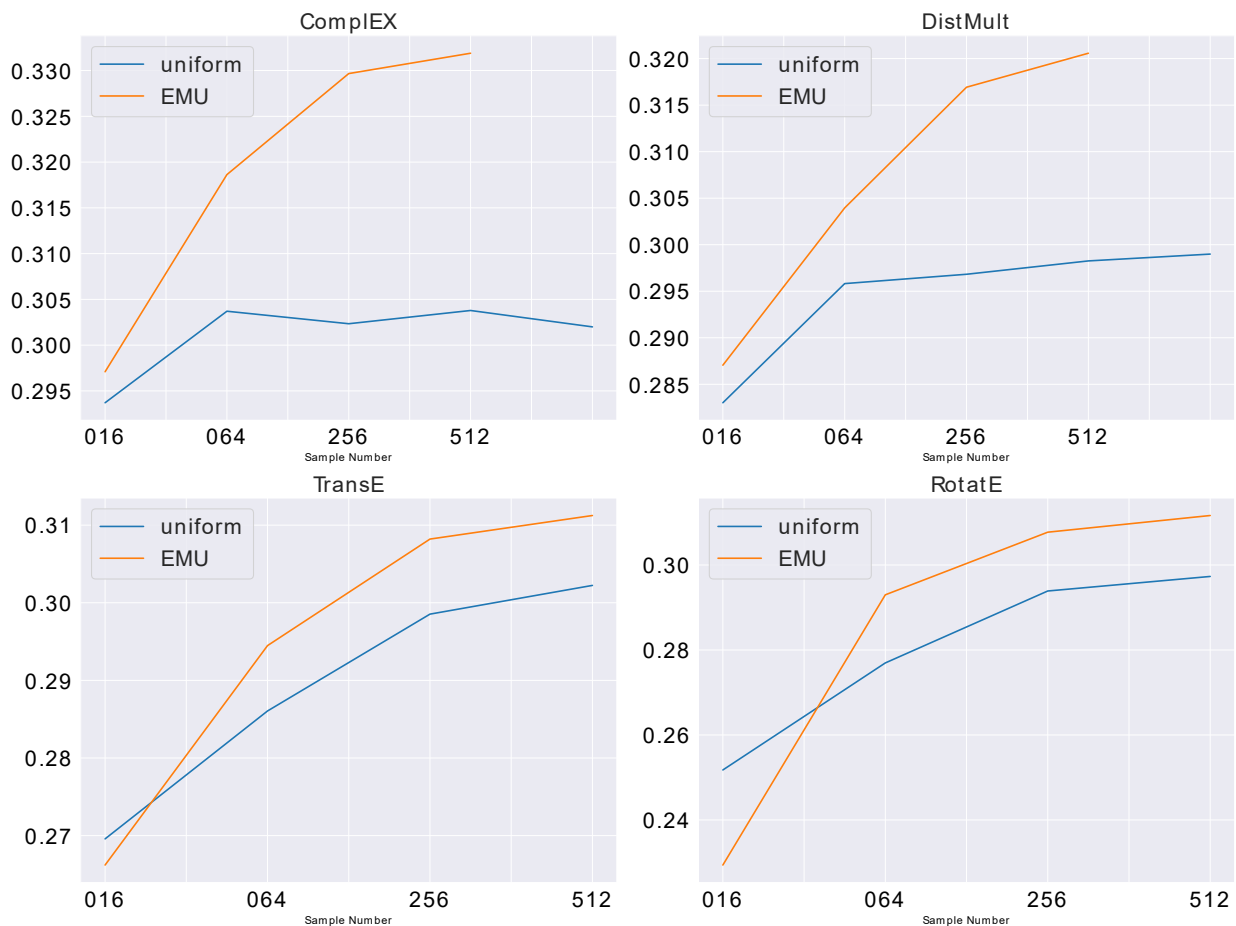 ComplEX
uniform
EMU
0.330
0.325
0.320
0.315
0.310
0.305
0.300
0.295
016 064 256 512
Sample Number
DistMult
uniform
EMU
0.320
0.315
0.310
0.305
0.300
0.295
0.290
0.285
016 064 256 512
Sample Number
TransE
uniform
EMU
0.31
0.30
0.29
0.28
0.27
016 064 256 512
Sample Number
RotatE
uniform
EMU
0.30
0.28
0.26
0.24
016 064 256 512
Sample Number